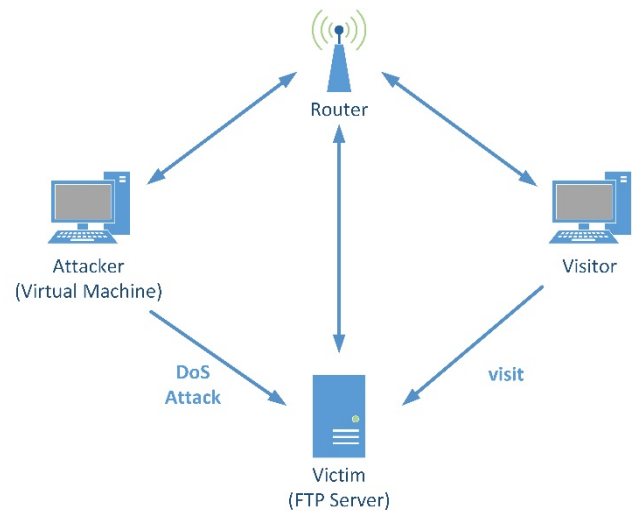 Router
Attacker
(Virtual Machine)
Visitor
DoS
Attack
visit
Victim
(FTP Server)